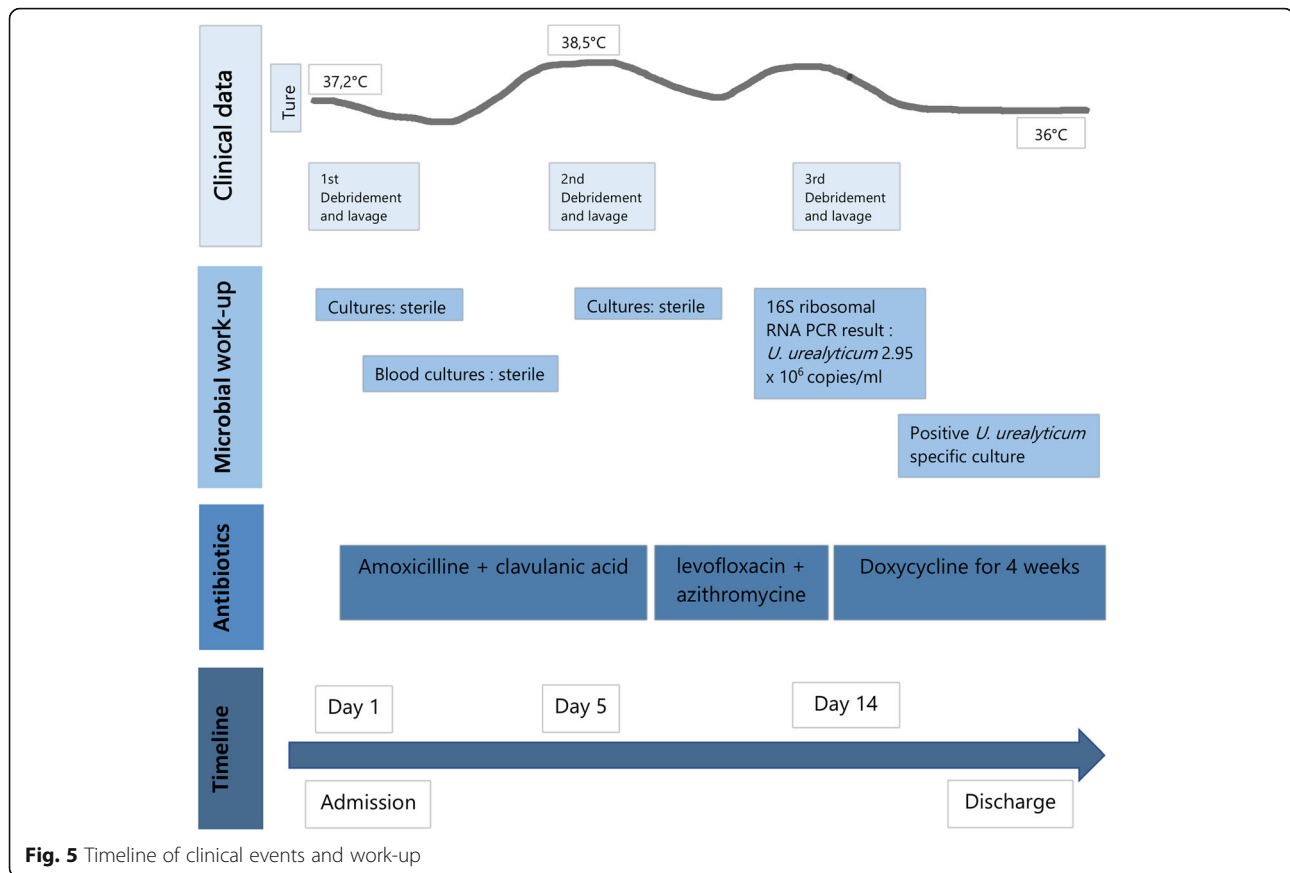 Clinical data
Ture
37,2°C
38,5°C
36°C
1st
Debridement
and lavage
2nd
Debridement
and lavage
3rd
Debridement
and lavage
Microbial work-up
Cultures: sterile
Blood cultures : sterile
Cultures: sterile
16S ribosomal
RNA PCR result :
U. urealyticum 2.95
x 10⁶ copies/ml
Positive U. urealyticum
specific culture
Antibiotics
Amoxicilline + clavulanic acid
levofloxacin +
azithromycine
Doxycycline for 4 weeks
Timeline
Day 1
Day 5
Day 14
Admission
Discharge
Fig. 5 Timeline of clinical events and work-up